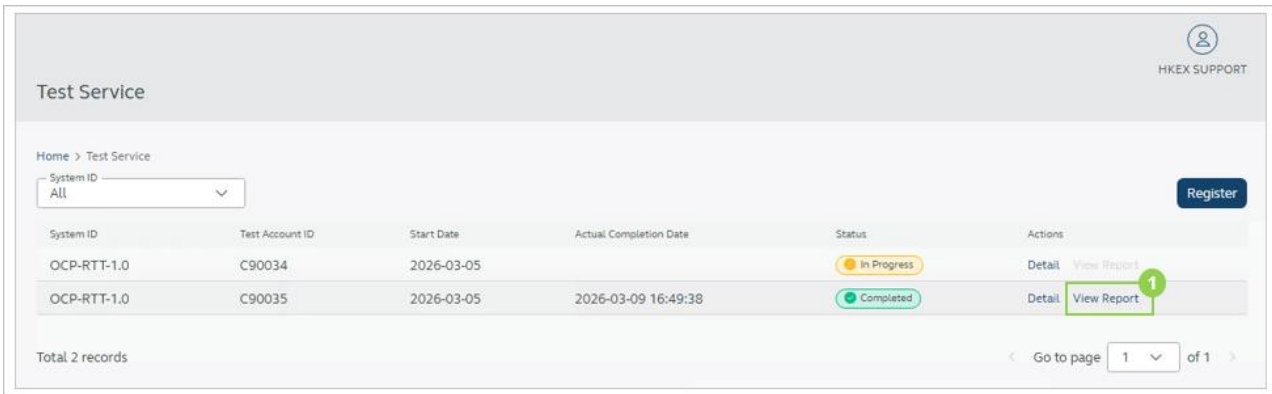 HKEX SUPPORT
Test Service
Home > Test Service
System ID
All
Register
System ID Test Account ID Start Date Actual Completion Date Status Actions
OCP-RTT-1.0 C90034 2026-03-05 In Progress Detail View Report
1
OCP-RTT-1.0 C90035 2026-03-05 2026-03-09 16:49:38 Completed Detail View Report
Total 2 records < Go to page 1 of 1 >